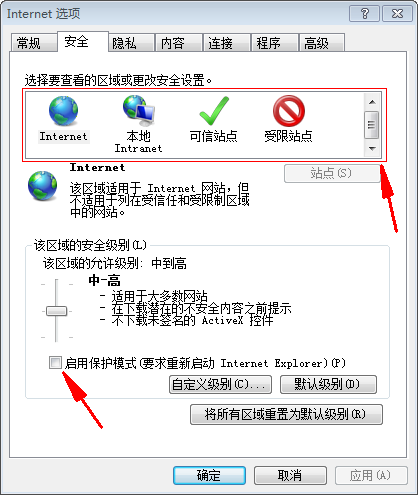 Internet 选项
常规 安全 隐私 内容 连接 程序 高级
选择要查看的区域或更改安全设置。
Internet 本地 Intranet 可信站点 受限站点
Internet
站点(S)
该区域适用于 Internet 网站，但
不适用于列在受信任和受限制区域
中的网站。
该区域的安全级别(L)
该区域的允许级别: 中到高
中-高
- 适用于大多数网站
- 在下载潜在的不安全内容之前提示
- 不下载未签名的 ActiveX 控件
启用保护模式(要求重新启动 Internet Explorer)(P)
自定义级别(C)... 默认级别(D)
将所有区域重置为默认级别(R)
确定 取消 应用(A)